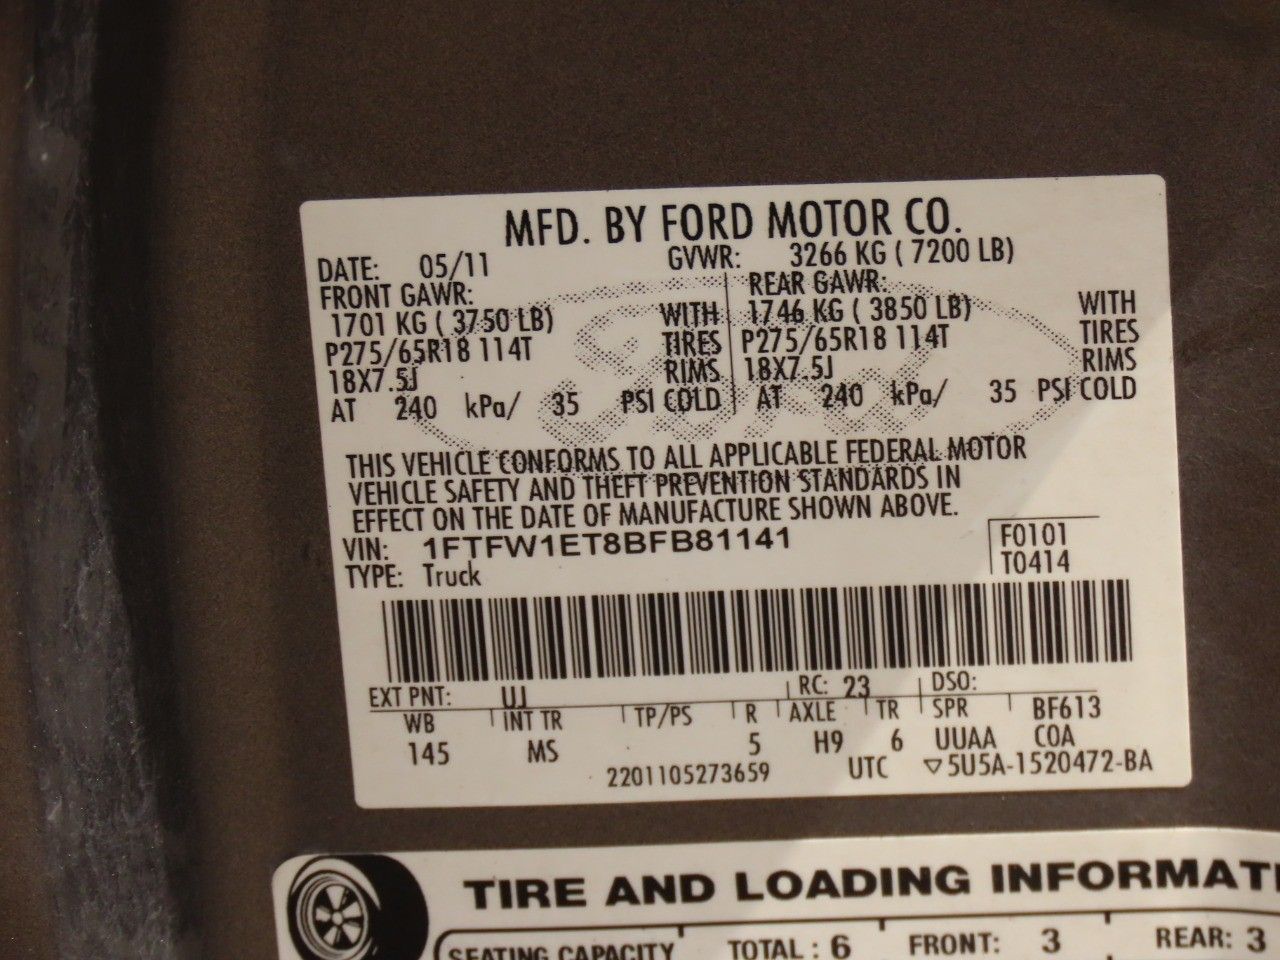 MFD. BY FORD MOTOR CO.
DATE: 05/11 GVWR: 3266 KG ( 7200 LB)
FRONT GAWR: REAR GAWR:
1701 KG ( 3750 LB) WITH 1746 KG ( 3850 LB) WITH
P275/65R18 114T TIRES P275/65R18 114T TIRES
18X7.5J RIMS 18X7.5J RIMS
AT 240 kPa/ 35 PSI COLD AT 240 kPa/ 35 PSI COLD
Ford
THIS VEHICLE CONFORMS TO ALL APPLICABLE FEDERAL MOTOR
VEHICLE SAFETY AND THEFT PREVENTION STANDARDS IN
EFFECT ON THE DATE OF MANUFACTURE SHOWN ABOVE.
VIN: 1FTFW1ET8BFB81141 F0101
TYPE: Truck T0414
EXT PNT: UJ RC: 23 DSO:
WB INT TR TP/PS R AXLE TR SPR BF613
145 MS 5 H9 6 UUAA COA
2201105273659 UTC ▽5U5A-1520472-BA
TIRE AND LOADING INFORMATI
SEATING CAPACITY TOTAL : 6 FRONT: 3 REAR: 3